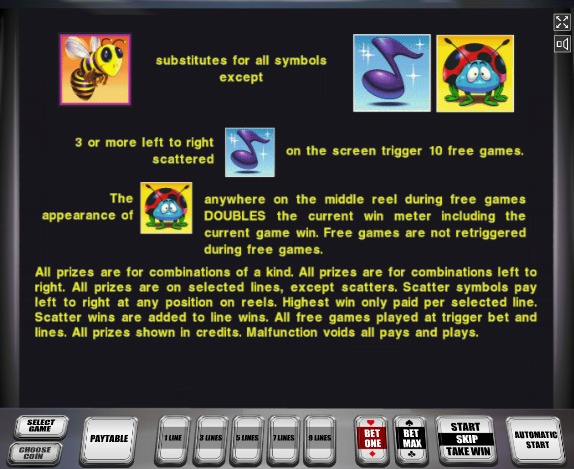 substitutes for all symbols
except
3 or more left to right
scattered
on the screen trigger 10 free games.
The
appearance of
anywhere on the middle reel during free games
DOUBLES the current win meter including the
current game win. Free games are not retriggered
during free games.
All prizes are for combinations of a kind. All prizes are for combinations left to
right. All prizes are on selected lines, except scatters. Scatter symbols pay
left to right at any position on reels. Highest win only paid per selected line.
Scatter wins are added to line wins. All free games played at trigger bet and
lines. All prizes shown in credits. Malfunction voids all pays and plays.
SELECT
GAME
CHOOSE
COIN
PAYTABLE
1 LINE
3 LINES
5 LINES
7 LINES
9 LINES
BET
ONE
BET
MAX
START
SKIP
TAKE WIN
AUTOMATIC
START